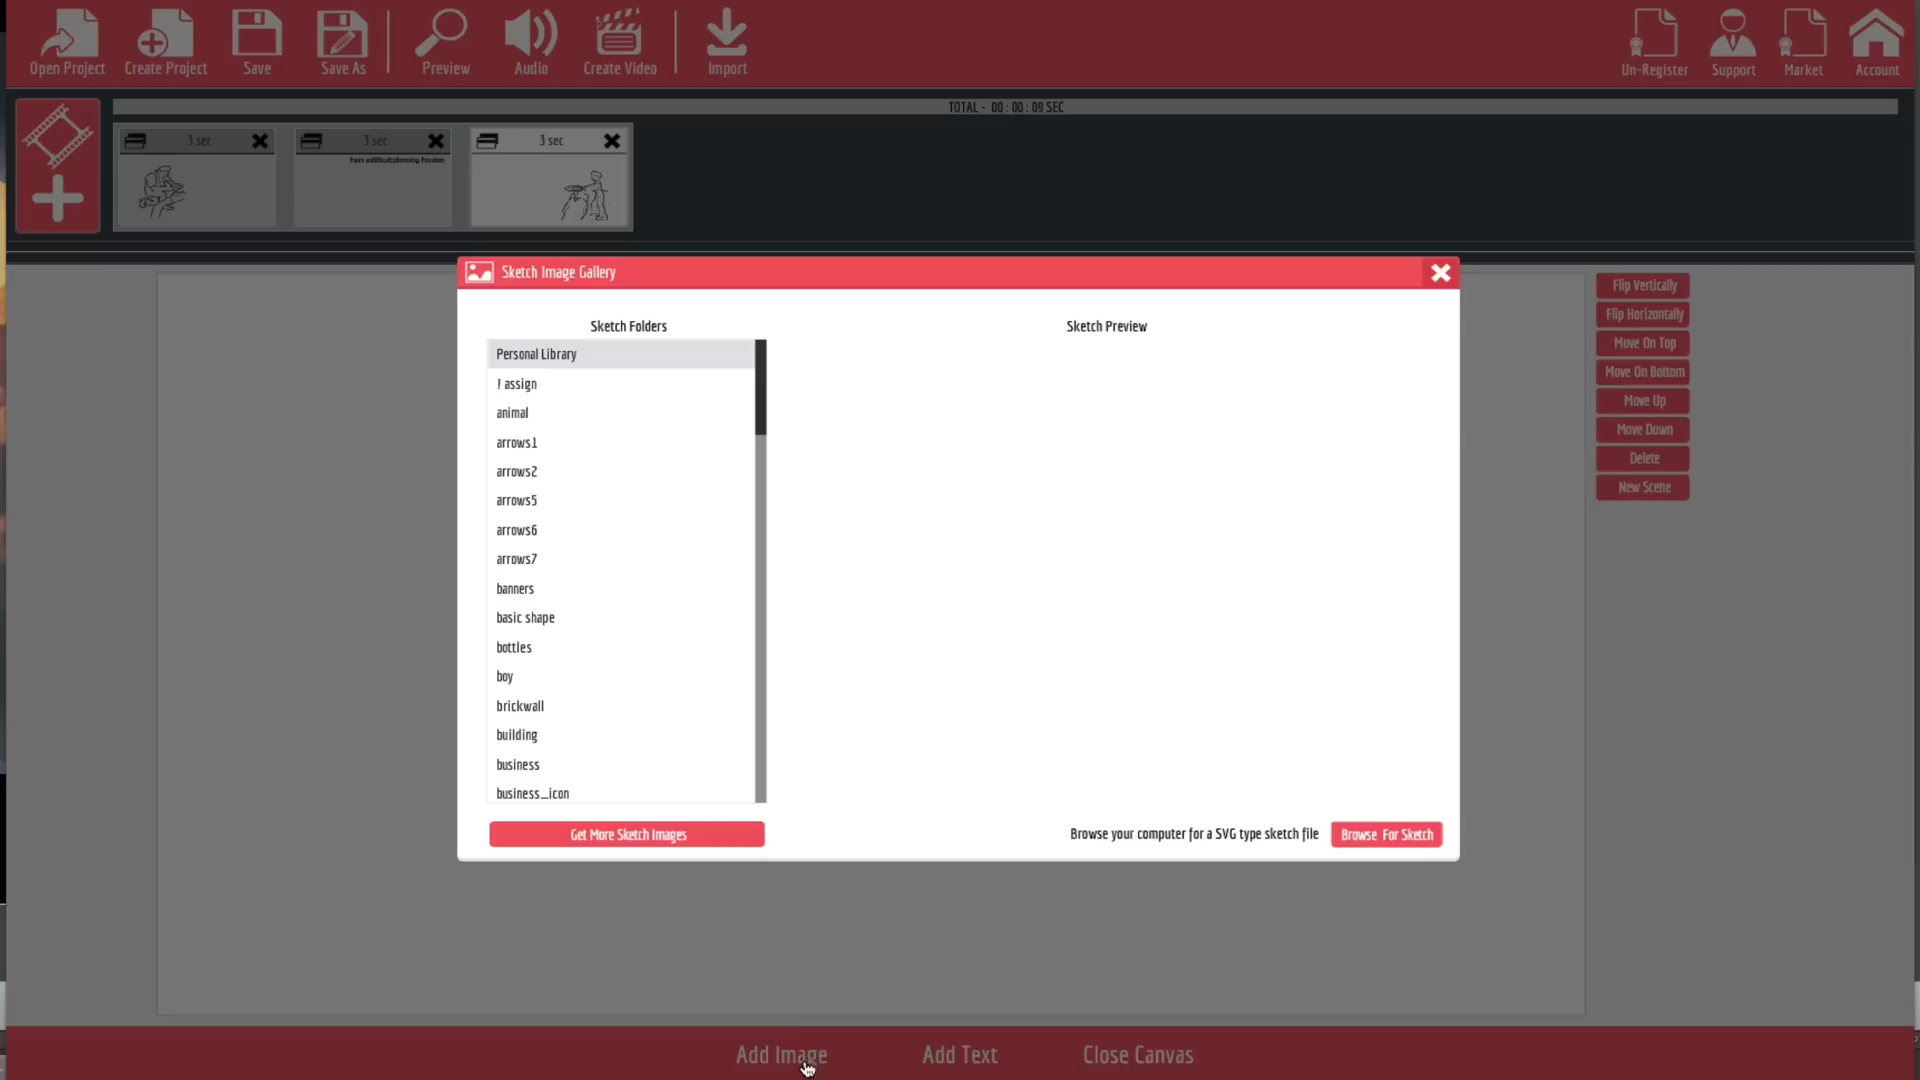 Open Project
Create Project
Save
Save As
Preview
Audio
Create Video
Import
Un-Register
Support
Market
Account
TOTAL - 00 : 00 : 09 SEC
3 sec
3 sec
3 sec
Sketch Image Gallery
Sketch Folders
Sketch Preview
Personal Library
! assign
animal
arrows1
arrows2
arrows5
arrows6
arrows7
banners
basic shape
bottles
boy
brickwall
building
business
business_icon
Get More Sketch Images
Browse your computer for a SVG type sketch file
Browse For Sketch
Flip Vertically
Flip Horizontally
Move On Top
Move On Bottom
Move Up
Move Down
Delete
New Scene
Add Image
Add Text
Close Canvas